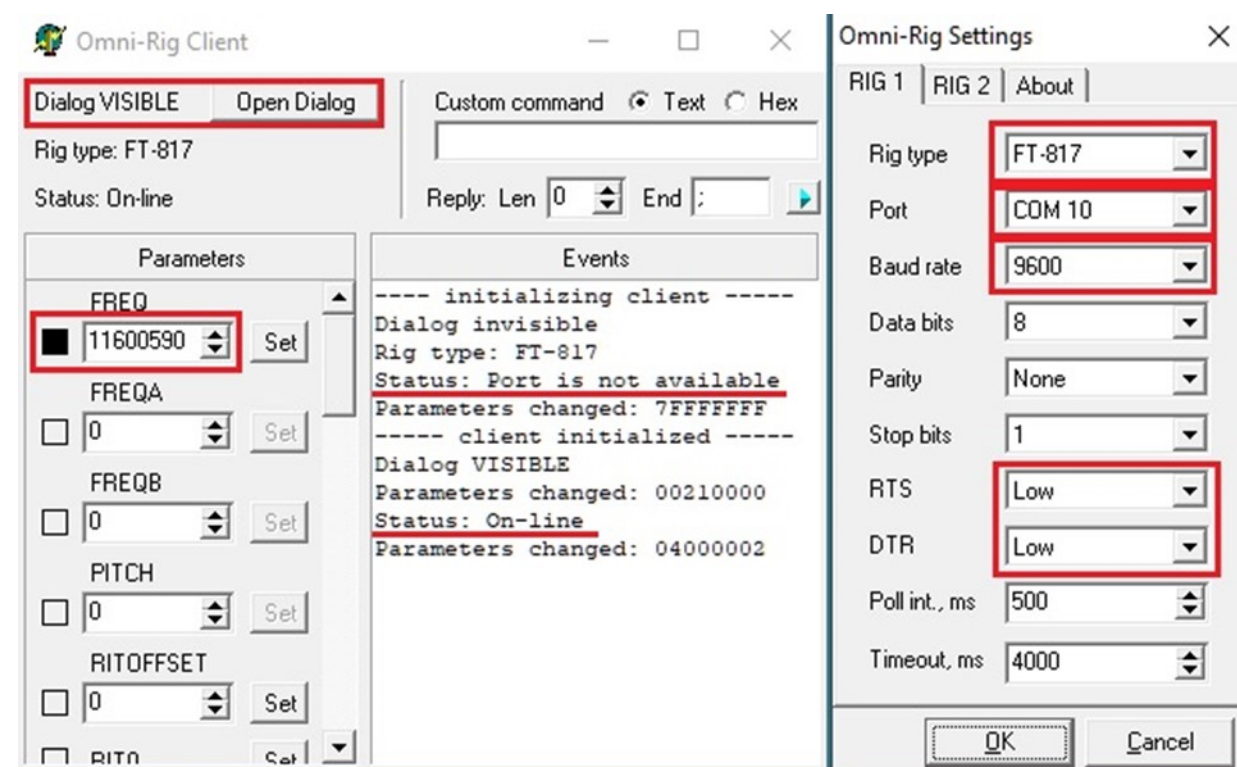 Omni-Rig Client
Dialog VISIBLE Open Dialog
Rig type: FT-817
Status: On-line
Custom command Text Hex
Reply: Len 0 End ;
Parameters
FREQ
11600590 Set
FREQA
0 Set
FREQB
0 Set
PITCH
0 Set
RITOFFSET
0 Set
RIT0 Set
Events
---- initializing client -----
Dialog invisible
Rig type: FT-817
Status: Port is not available
Parameters changed: 7FFFFFFF
----- client initialized -----
Dialog VISIBLE
Parameters changed: 00210000
Status: On-line
Parameters changed: 04000002
Omni-Rig Settings
RIG 1 RIG 2 About
Rig type FT-817
Port COM 10
Baud rate 9600
Data bits 8
Parity None
Stop bits 1
RTS Low
DTR Low
Poll int., ms 500
Timeout, ms 4000
OK Cancel